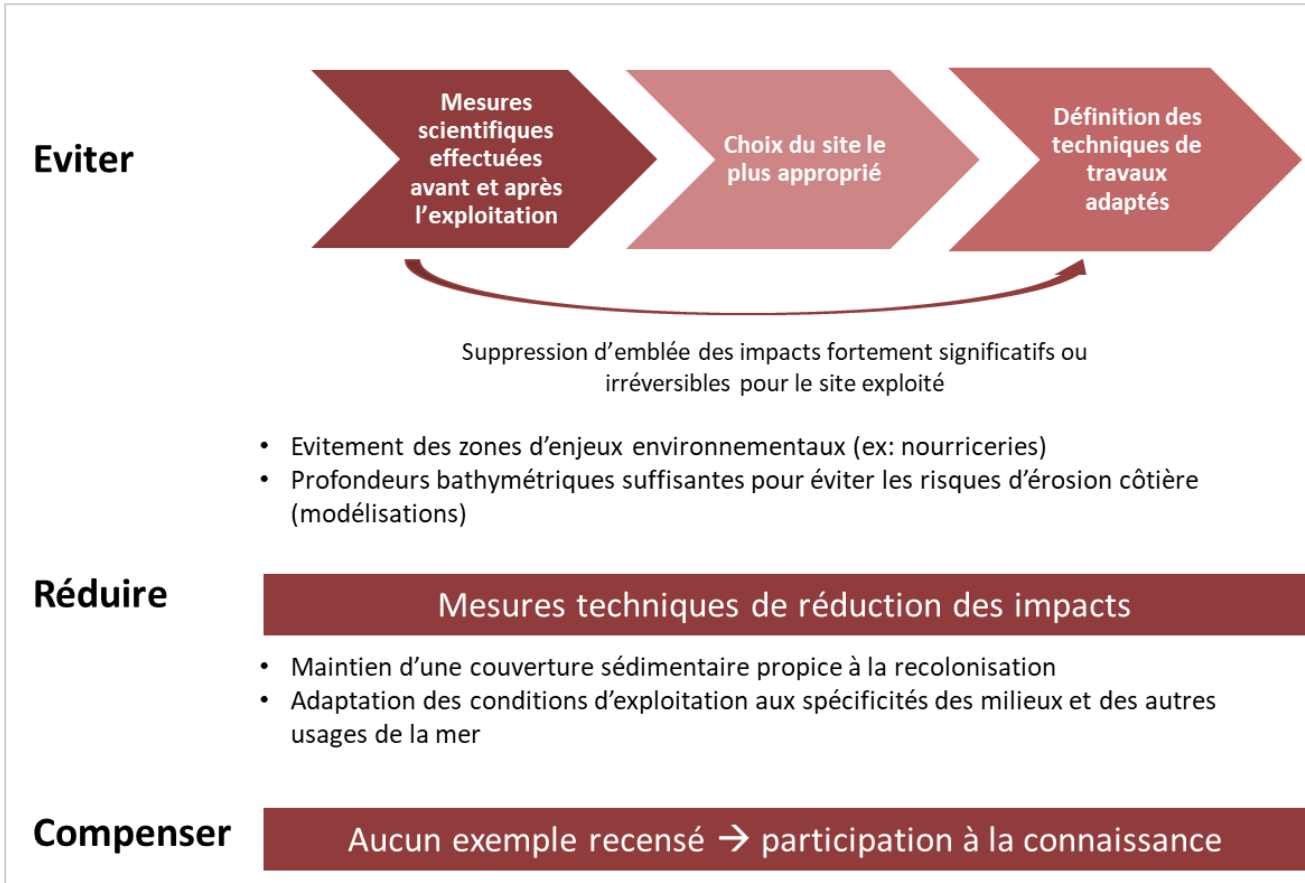 Eviter
Mesures
scientifiques
effectuées
avant et après
l'exploitation
Choix du site le
plus approprié
Définition des
techniques de
travaux
adaptés
Suppression d'emblée des impacts fortement significatifs ou
irréversibles pour le site exploité
• Evitement des zones d'enjeux environnementaux (ex: nourriceries)
• Profondeurs bathymétriques suffisantes pour éviter les risques d'érosion côtière
(modélisations)
Réduire
Mesures techniques de réduction des impacts
• Maintien d'une couverture sédimentaire propice à la recolonisation
• Adaptation des conditions d'exploitation aux spécificités des milieux et des autres
usages de la mer
Compenser
Aucun exemple recensé → participation à la connaissance